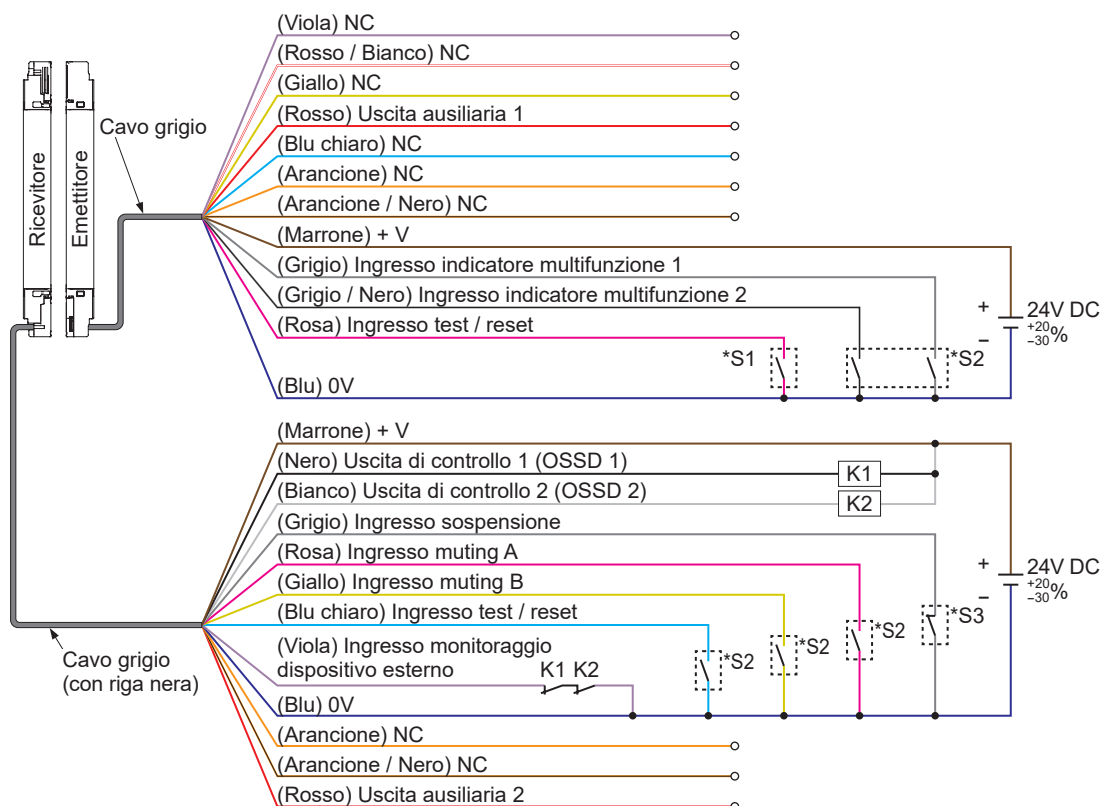 (Viola) NC
(Rosso / Bianco) NC
(Giallo) NC
(Rosso) Uscita ausiliaria 1
(Blu chiaro) NC
(Arancione) NC
(Arancione / Nero) NC
(Marrone) + V
(Grigio) Ingresso indicatore multifunzione 1
(Grigio / Nero) Ingresso indicatore multifunzione 2
(Rosa) Ingresso test / reset
(Blu) 0V
Ricevitore
Emettitore
Cavo grigio
*S1
*S2
+
−
24V DC
+20
−30%
(Marrone) + V
(Nero) Uscita di controllo 1 (OSSD 1)
(Bianco) Uscita di controllo 2 (OSSD 2)
(Grigio) Ingresso sospensione
(Rosa) Ingresso muting A
(Giallo) Ingresso muting B
(Blu chiaro) Ingresso test / reset
(Viola) Ingresso monitoraggio
dispositivo esterno
K1 K2
(Blu) 0V
(Arancione) NC
(Arancione / Nero) NC
(Rosso) Uscita ausiliaria 2
Cavo grigio
(con riga nera)
K1
K2
*S2
*S2
*S2
*S3
+
−
24V DC
+20
−30%